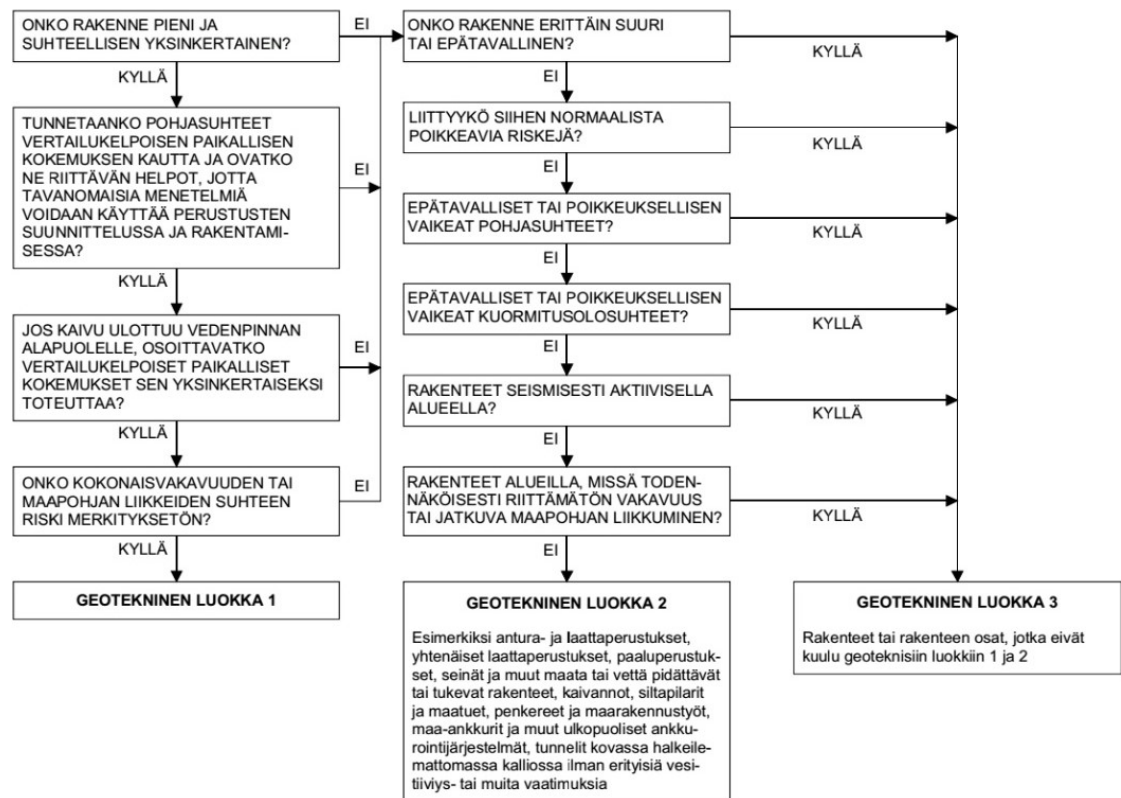 ONKO RAKENNE PIENI JA
SUHTEELLISEN YKSINKERTAINEN?
EI
KYLLÄ
TUNNETAANKO POHJASUHTEET
VERTAILUKELPOISEN PAIKALLISEN
KOKEMUKSEN KAUTTA JA OVATKO
NE RIITTÄVÄN HELPOT, JOTTA
TAVANOMAISIA MENETELMIÄ
VOIDAAN KÄYTTÄÄ PERUSTUSTEN
SUUNNITTELUSSA JA RAKENTAMI-
SESSA?
EI
KYLLÄ
JOS KAIVU ULOTTUU VEDENPINNAN
ALAPUOLELLE, OSOITTAVATKO
VERTAILUKELPOISET PAIKALLISET
KOKEMUKSET SEN YKSINKERTAISEKSI
TOTEUTTAA?
EI
KYLLÄ
ONKO KOKONAISVAKAVUUDEN TAI
MAAPOHJAN LIIKKEIDEN SUHTEEN
RISKI MERKITYKSETÖN?
EI
KYLLÄ
GEOTEKNINEN LUOKKA 1
ONKO RAKENNE ERITTÄIN SUURI
TAI EPÄTAVALLINEN?
KYLLÄ
EI
LIITTYYKÖ SIIHEN NORMAALISTA
POIKKEAVIA RISKEJÄ?
KYLLÄ
EI
EPÄTAVALLISET TAI POIKKEUKSELLISEN
VAIKEAT POHJASUHTEET?
KYLLÄ
EI
EPÄTAVALLISET TAI POIKKEUKSELLISEN
VAIKEAT KUORMITUSOLOSUHTEET?
KYLLÄ
EI
RAKENTEET SEISMISESTI AKTIIVISELLA
ALUEELLA?
KYLLÄ
EI
RAKENTEET ALUEILLA, MISSÄ TODEN-
NÄKÖISESTI RIITTÄMÄTÖN VAKAVUUS
TAI JATKUVA MAAPOHJAN LIIKKUMINEN?
KYLLÄ
EI
GEOTEKNINEN LUOKKA 2
Esimerkiksi antura- ja laattaperustukset,
yhtenäiset laattaperustukset, paaluperustuk-
set, seinät ja muut maata tai vettä pidättävät
tai tukevat rakenteet, kaivannot, siltapilarit
ja maatuet, penkereet ja maarakennustyöt,
maa-ankkurit ja muut ulkopuoliset ankku-
rointijärjestelmät, tunnelit kovassa halkeile-
mattomassa kalliossa ilman erityisiä vesi-
tiiviys- tai muita vaatimuksia
GEOTEKNINEN LUOKKA 3
Rakenteet tai rakenteen osat, jotka eivät
kuulu geoteknisiin luokkiin 1 ja 2